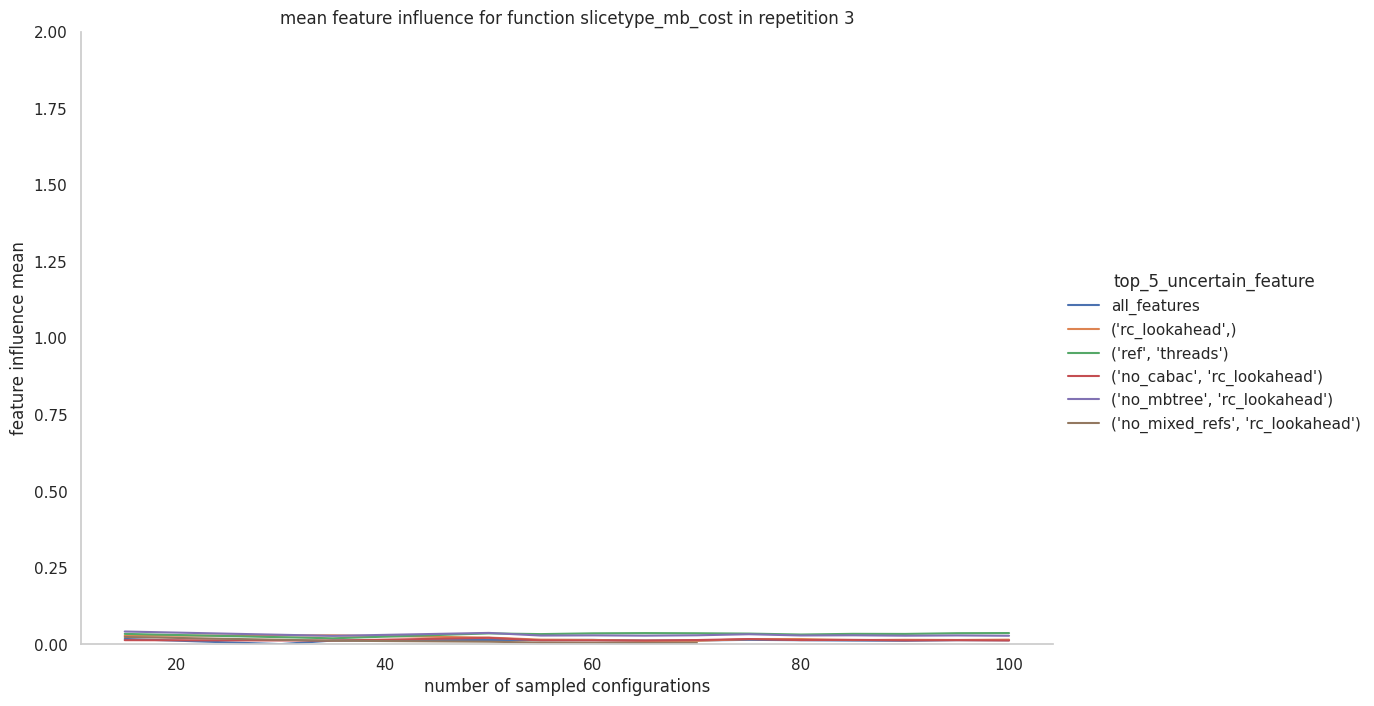 mean feature influence for function slicetype_mb_cost in repetition 3
2.00
1.75
1.50
1.25
1.00
0.75
0.50
0.25
0.00
feature influence mean
20
40
60
80
100
number of sampled configurations
top_5_uncertain_feature
all_features
('rc_lookahead',)
('ref', 'threads')
('no_cabac', 'rc_lookahead')
('no_mbtree', 'rc_lookahead')
('no_mixed_refs', 'rc_lookahead')